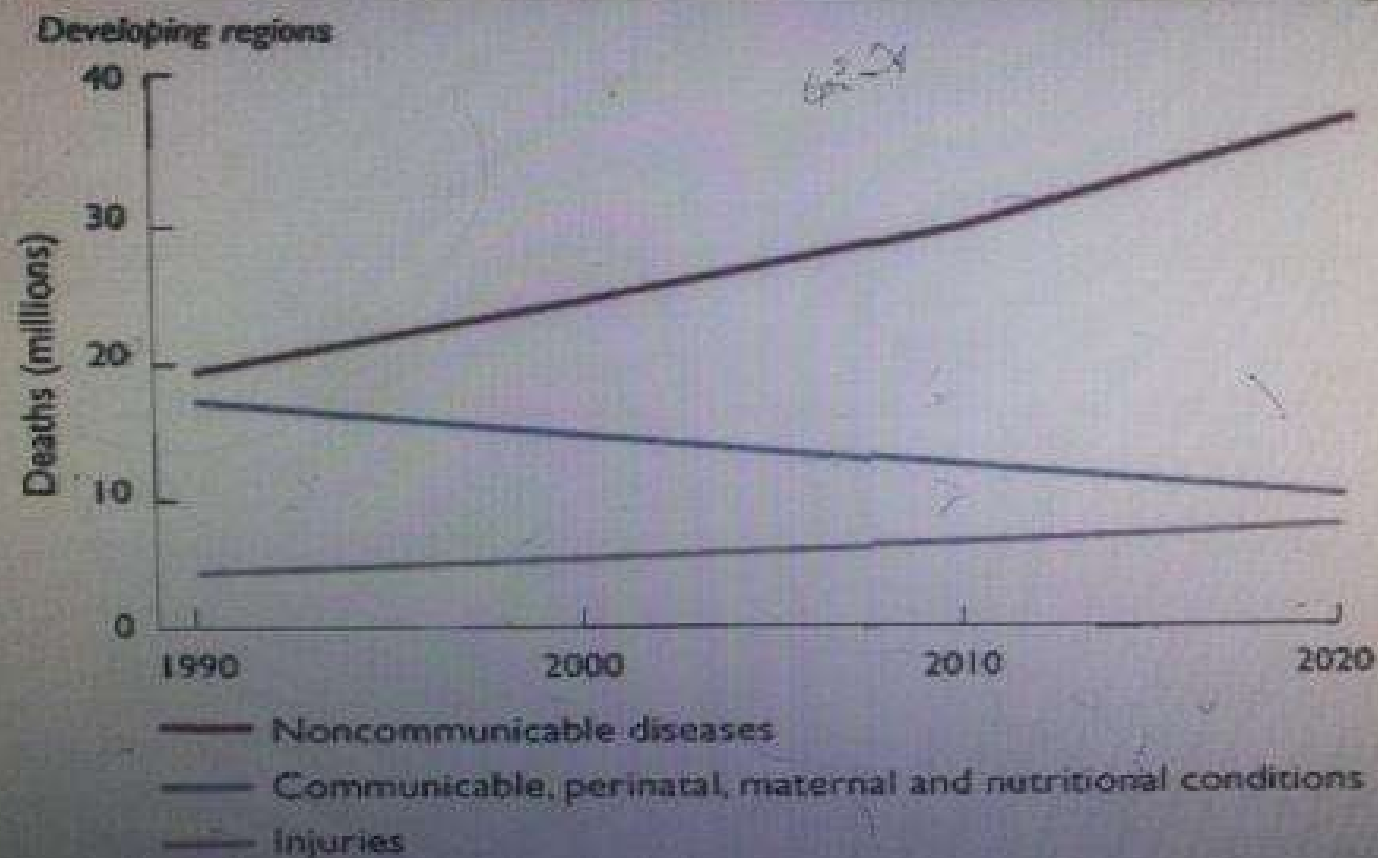 Developing regions
40
30
20
10
0
Deaths (millions)
1990 2000 2010 2020
Noncommunicable diseases
Communicable, perinatal, maternal and nutritional conditions
Injuries